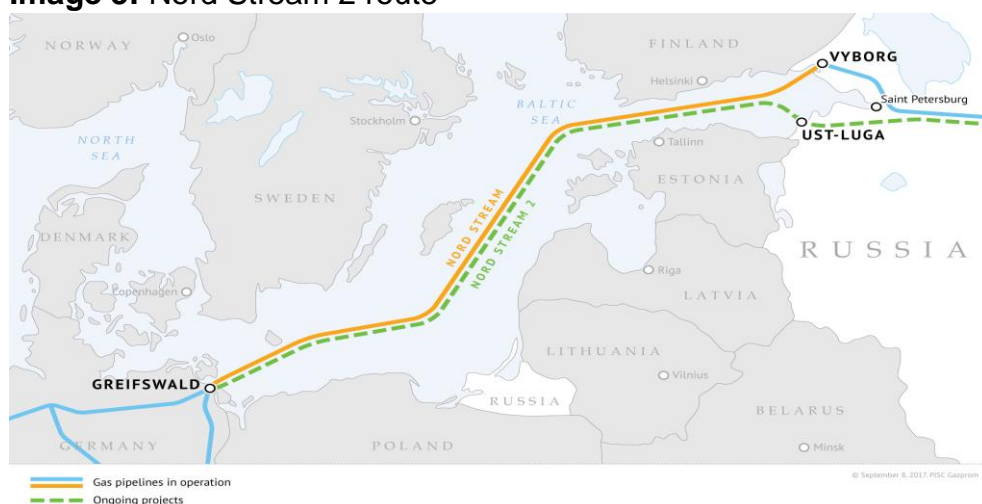 Image 3: Nord Stream 2 route
NORWAY
Oslo
FINLAND
VYBORG
Helsinki
Saint Petersburg
BALTIC
SEA
Stockholm
UST-LUGA
NORTH
SEA
Tallinn
SWEDEN
ESTONIA
NORD STREAM
NORD STREAM 2
RUSSIA
DENMARK
Riga
Copenhagen
LATVIA
LITHUANIA
GREIFSWALD
Vilnius
RUSSIA
BELARUS
GERMANY
POLAND
Minsk
© September 8, 2017. PJSC Gazprom
Gas pipelines in operation
Ongoing projects